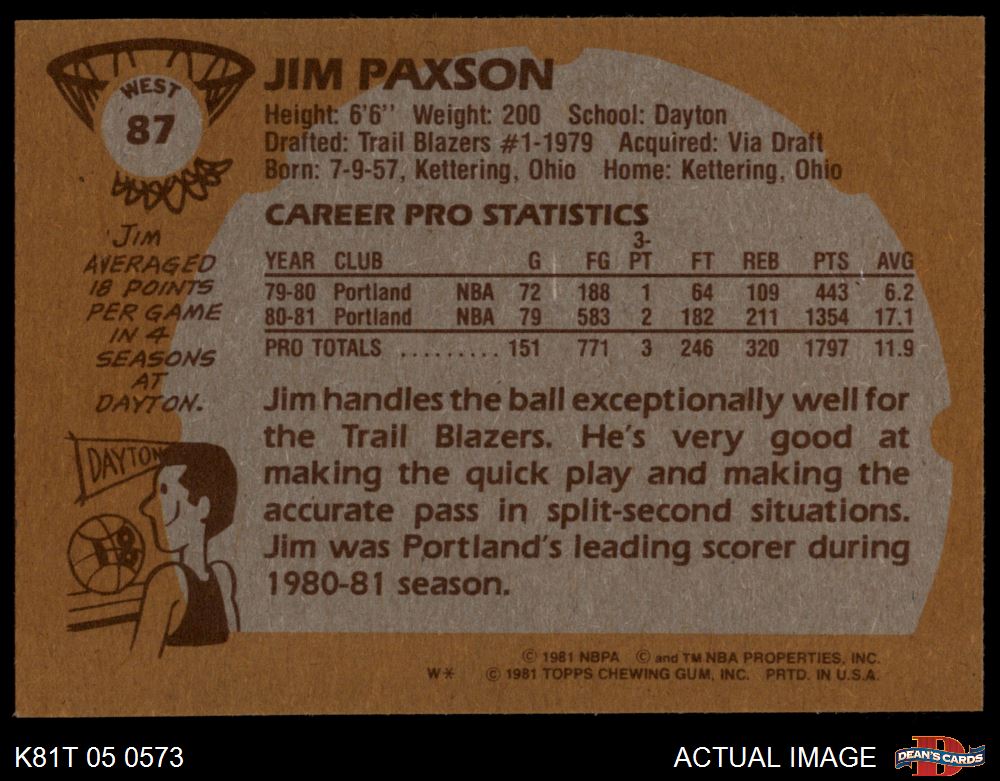 WEST
87
JIM PAXSON
Height: 6'6'' Weight: 200 School: Dayton
Drafted: Trail Blazers #1-1979 Acquired: Via Draft
Born: 7-9-57, Kettering, Ohio Home: Kettering, Ohio
JIM
AVERAGED
18 POINTS
PER GAME
IN 4
SEASONS
AT
DAYTON.
DAYTON
CAREER PRO STATISTICS
YEAR CLUB G FG 3-PT FT REB PTS AVG
79-80 Portland NBA 72 188 1 64 109 443 6.2
80-81 Portland NBA 79 583 2 182 211 1354 17.1
PRO TOTALS ......... 151 771 3 246 320 1797 11.9
Jim handles the ball exceptionally well for
the Trail Blazers. He's very good at
making the quick play and making the
accurate pass in split-second situations.
Jim was Portland's leading scorer during
1980-81 season.
© 1981 NBPA © and TM NBA PROPERTIES, INC.
W* © 1981 TOPPS CHEWING GUM, INC. PRTD. IN U.S.A.
K81T 05 0573
ACTUAL IMAGE
D
DEAN'S CARDS